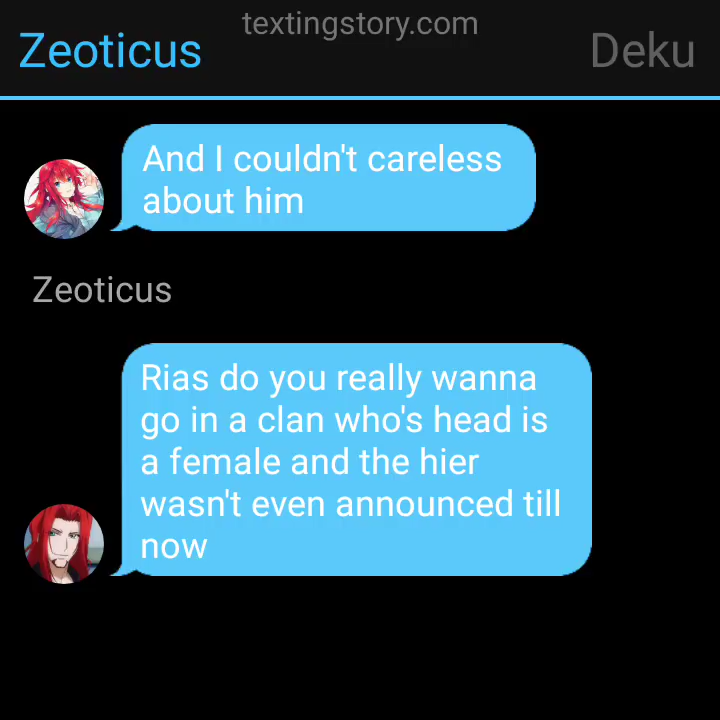 textingstory.com
Zeoticus
Deku
And I couldn't careless
about him
Zeoticus
Rias do you really wanna
go in a clan who's head is
a female and the hier
wasn't even announced till
now